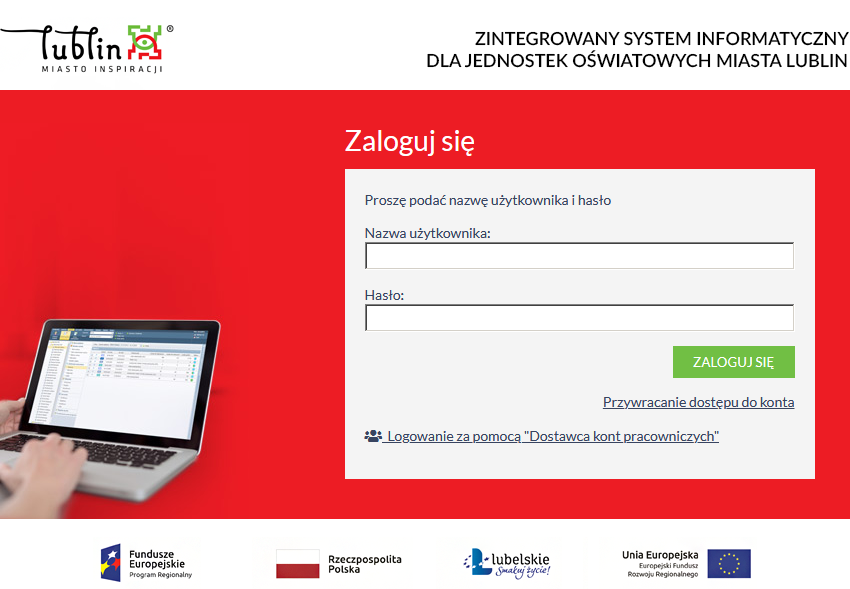 lublin ®
MIASTO INSPIRACJI
ZINTEGROWANY SYSTEM INFORMATYCZNY
DLA JEDNOSTEK OŚWIATOWYCH MIASTA LUBLIN
Zaloguj się
Proszę podać nazwę użytkownika i hasło
Nazwa użytkownika:
Hasło:
ZALOGUJ SIĘ
Przywracanie dostępu do konta
Logowanie za pomocą "Dostawca kont pracowniczych"
Fundusze
Europejskie
Program Regionalny
Rzeczpospolita
Polska
lubelskie
Smakuj życie!
Unia Europejska
Europejski Fundusz
Rozwoju Regionalnego